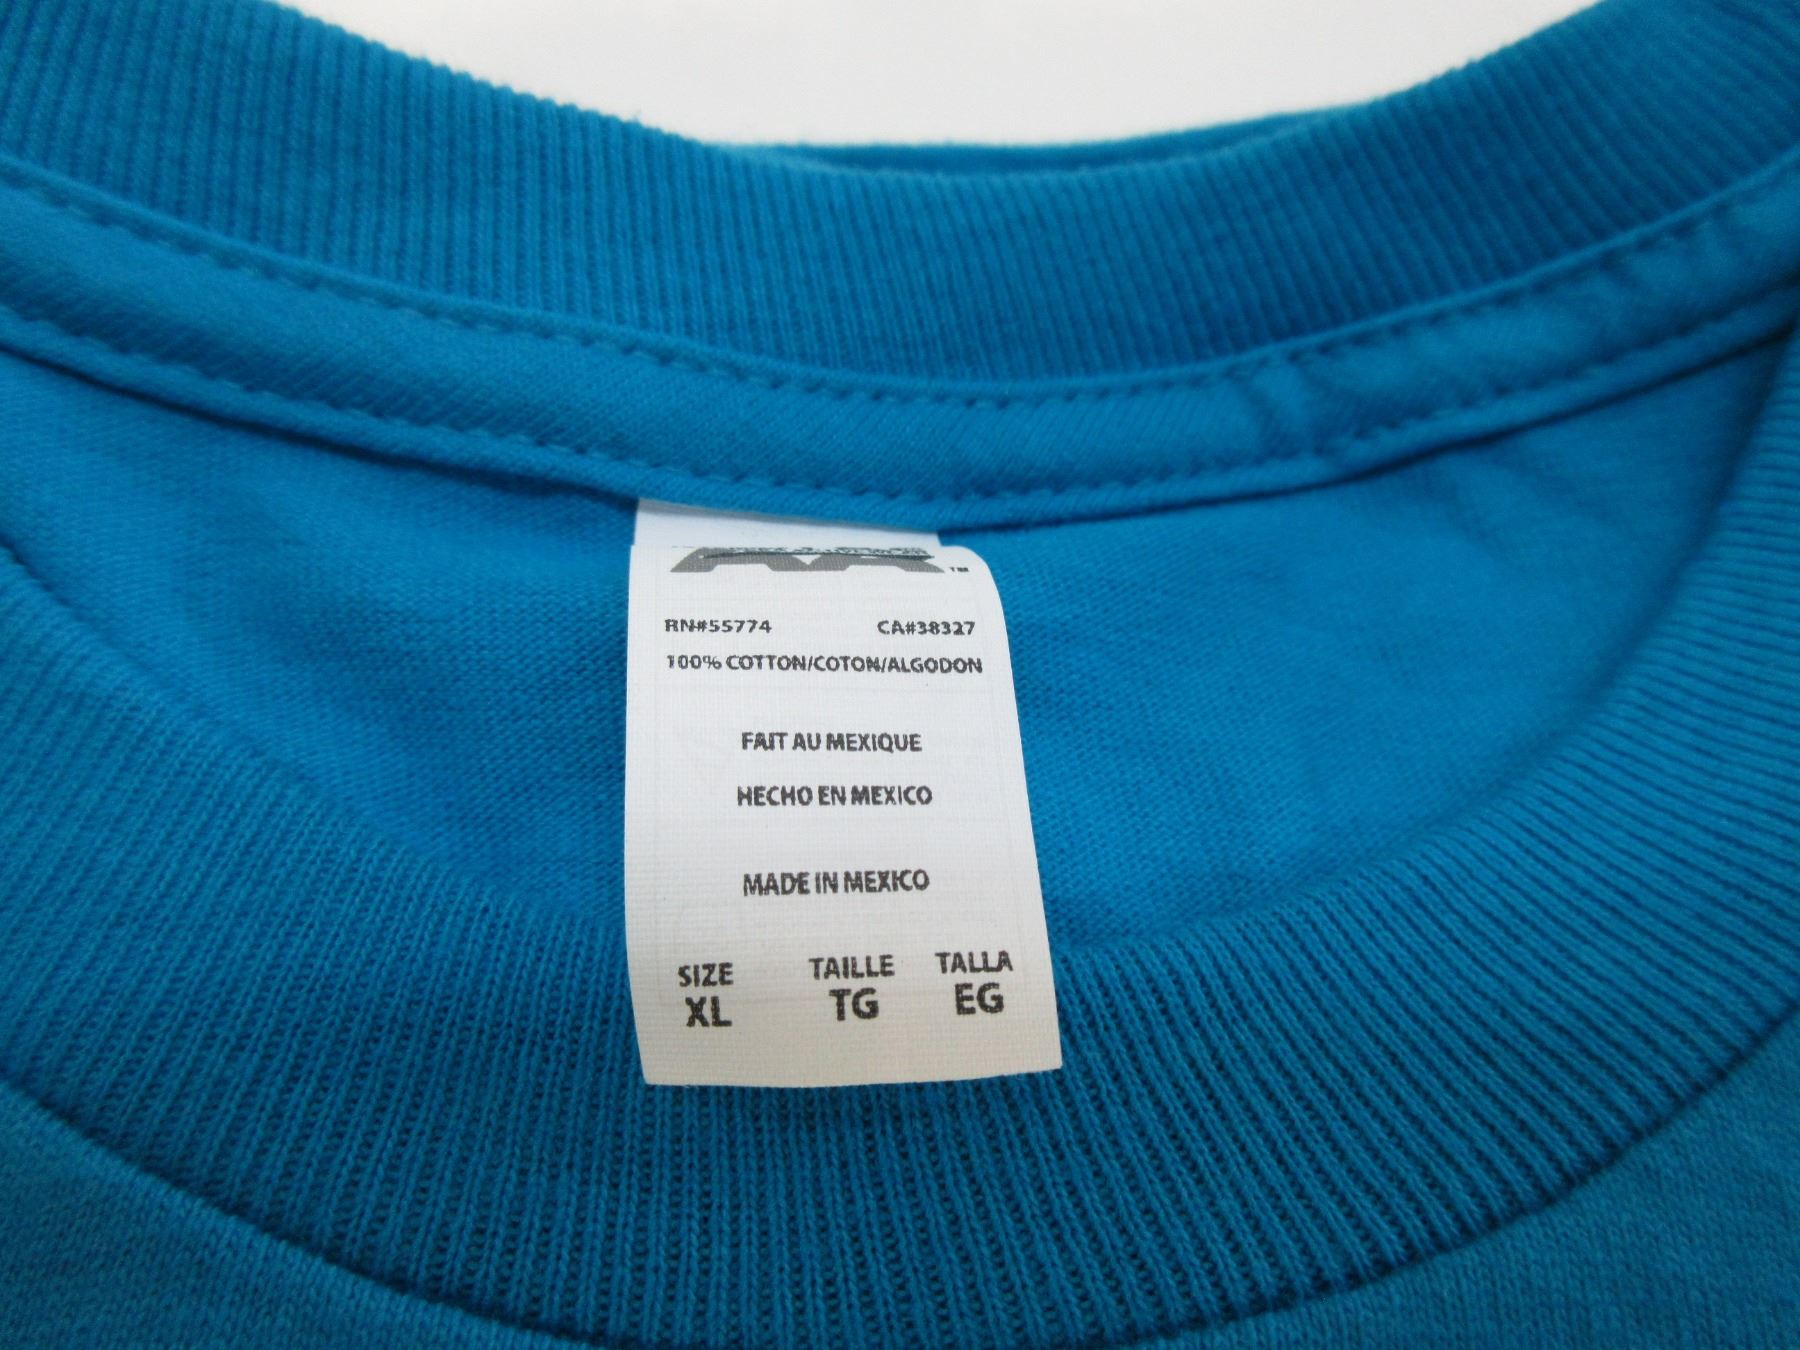 AA™
RN#55774 CA#38327
100% COTTON/COTON/ALGODON
FAIT AU MEXIQUE
HECHO EN MEXICO
MADE IN MEXICO
SIZE TAILLE TALLA
XL TG EG